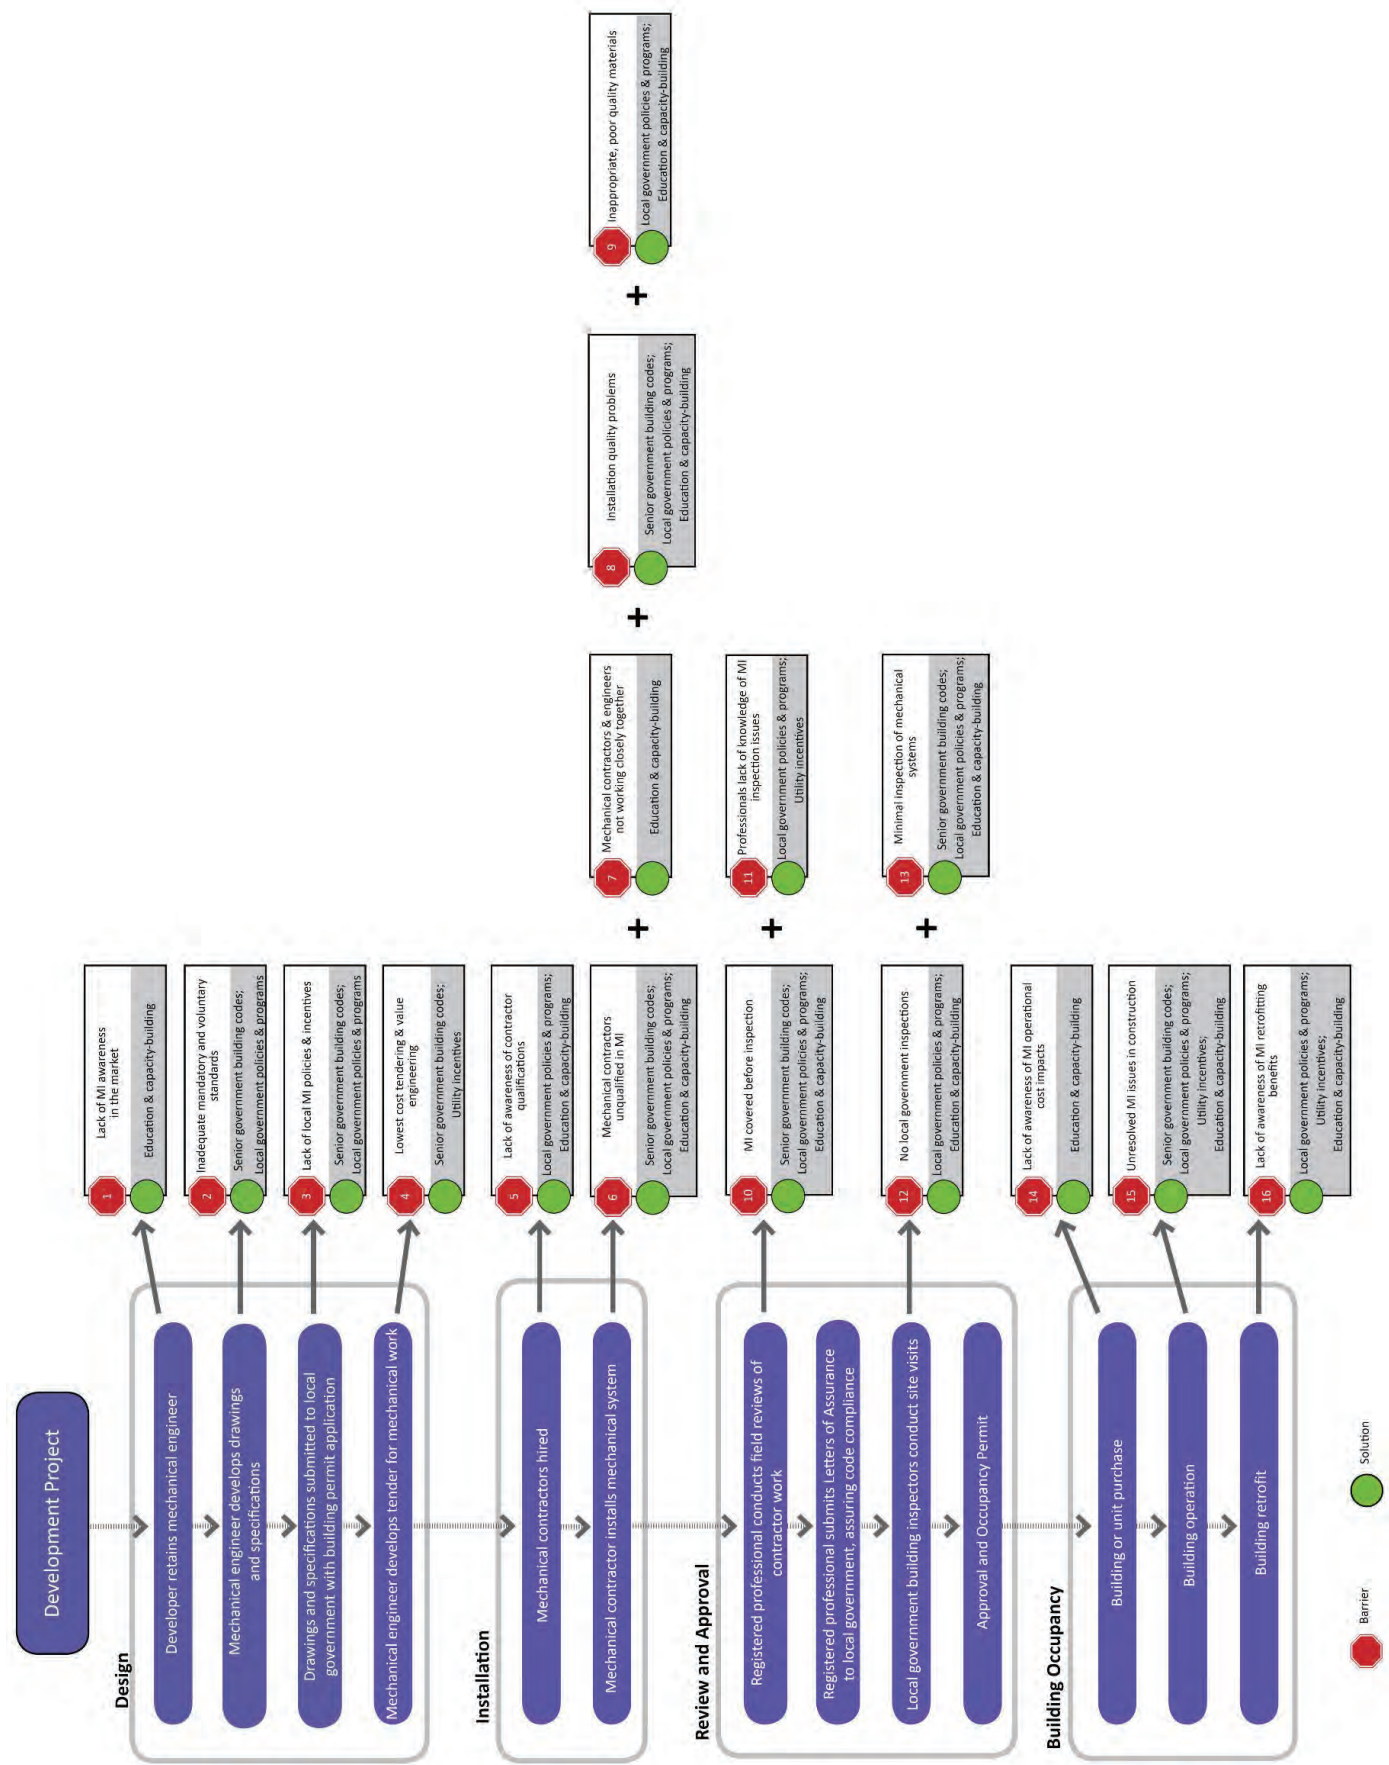 Development Project
Design
Developer retains mechanical engineer
Mechanical engineer develops drawings
and specifications
Drawings and specifications submitted to local
government with building permit application
Mechanical engineer develops tender for mechanical work
1
Lack of MI awareness
in the market
Education & capacity-building
2
Inadequate mandatory and voluntary
standards
Senior government building codes;
Local government policies & programs
3
Lack of local MI policies & incentives
Senior government building codes;
Local government policies & programs
4
Lowest cost tendering & value
engineering
Senior government building codes;
Utility incentives
Installation
Mechanical contractors hired
Mechanical contractor installs mechanical system
5
Lack of awareness of contractor
qualifications
Local government policies & programs;
Education & capacity-building
6
Mechanical contractors
unqualified in MI
Senior government building codes;
Local government policies & programs;
Education & capacity-building
+
7
Mechanical contractors & engineers
not working closely together
Education & capacity-building
+
8
Installation quality problems
Senior government building codes;
Local government policies & programs;
Education & capacity-building
+
9
Inappropriate, poor quality materials
Local government policies & programs;
Education & capacity-building
Review and Approval
Registered professional conducts field reviews of
contractor work
Registered professional submits Letters of Assurance
to local government, assuring code compliance
Local government building inspectors conduct site visits
Approval and Occupancy Permit
10
MI covered before inspection
Senior government building codes;
Local government policies & programs;
Education & capacity-building
+
11
Professionals lack of knowledge of MI
inspection issues
Local government policies & programs;
Utility incentives
12
No local government inspections
Local government policies & programs;
Education & capacity-building
+
13
Minimal inspection of mechanical
systems
Senior government building codes;
Local government policies & programs;
Education & capacity-building
Building Occupancy
Building or unit purchase
Building operation
Building retrofit
14
Lack of awareness of MI operational
cost impacts
Education & capacity-building
15
Unresolved MI issues in construction
Senior government building codes;
Local government policies & programs;
Utility incentives;
Education & capacity-building
16
Lack of awareness of MI retrofitting
benefits
Local government policies & programs;
Utility incentives;
Education & capacity-building
Barrier
Solution